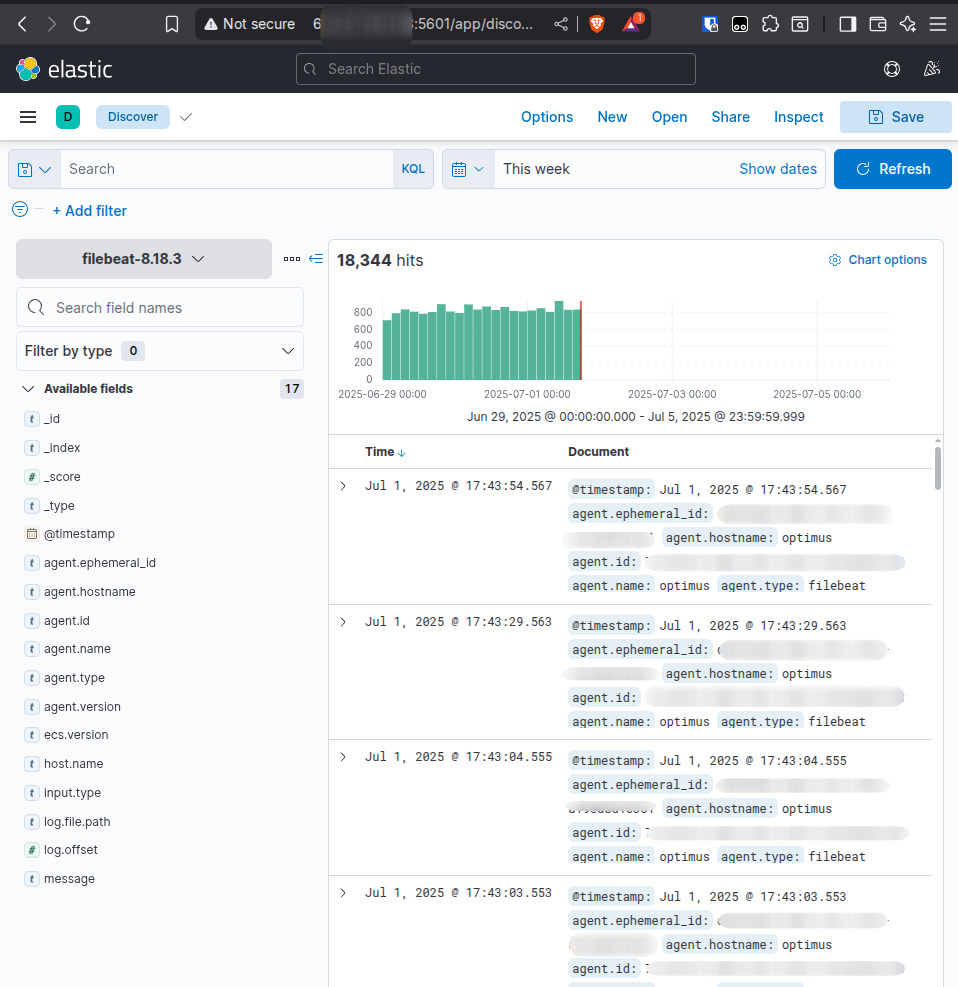 Not secure 6 :5601/app/disco... 1
elastic Search Elastic
D Discover Options New Open Share Inspect Save
Search KQL This week Show dates Refresh
+ Add filter
filebeat-8.18.3
18,344 hits Chart options
Search field names
Filter by type 0
Available fields 17
t _id
t _index
# _score
t _type
@timestamp
t agent.ephemeral_id
t agent.hostname
t agent.id
t agent.name
t agent.type
t agent.version
t ecs.version
t host.name
t input.type
t log.file.path
# log.offset
t message
800
600
400
200
0
2025-06-29 00:00 2025-07-01 00:00 2025-07-03 00:00 2025-07-05 00:00
Jun 29, 2025 @ 00:00:00.000 - Jul 5, 2025 @ 23:59:59.999
Time ↓ Document
Jul 1, 2025 @ 17:43:54.567 @timestamp: Jul 1, 2025 @ 17:43:54.567
agent.ephemeral_id:
agent.hostname: optimus
agent.id:
agent.name: optimus agent.type: filebeat
Jul 1, 2025 @ 17:43:29.563 @timestamp: Jul 1, 2025 @ 17:43:29.563
agent.ephemeral_id:
agent.hostname: optimus
agent.id:
agent.name: optimus agent.type: filebeat
Jul 1, 2025 @ 17:43:04.555 @timestamp: Jul 1, 2025 @ 17:43:04.555
agent.ephemeral_id:
agent.hostname: optimus
agent.id:
agent.name: optimus agent.type: filebeat
Jul 1, 2025 @ 17:43:03.553 @timestamp: Jul 1, 2025 @ 17:43:03.553
agent.ephemeral_id:
agent.hostname: optimus
agent.id: